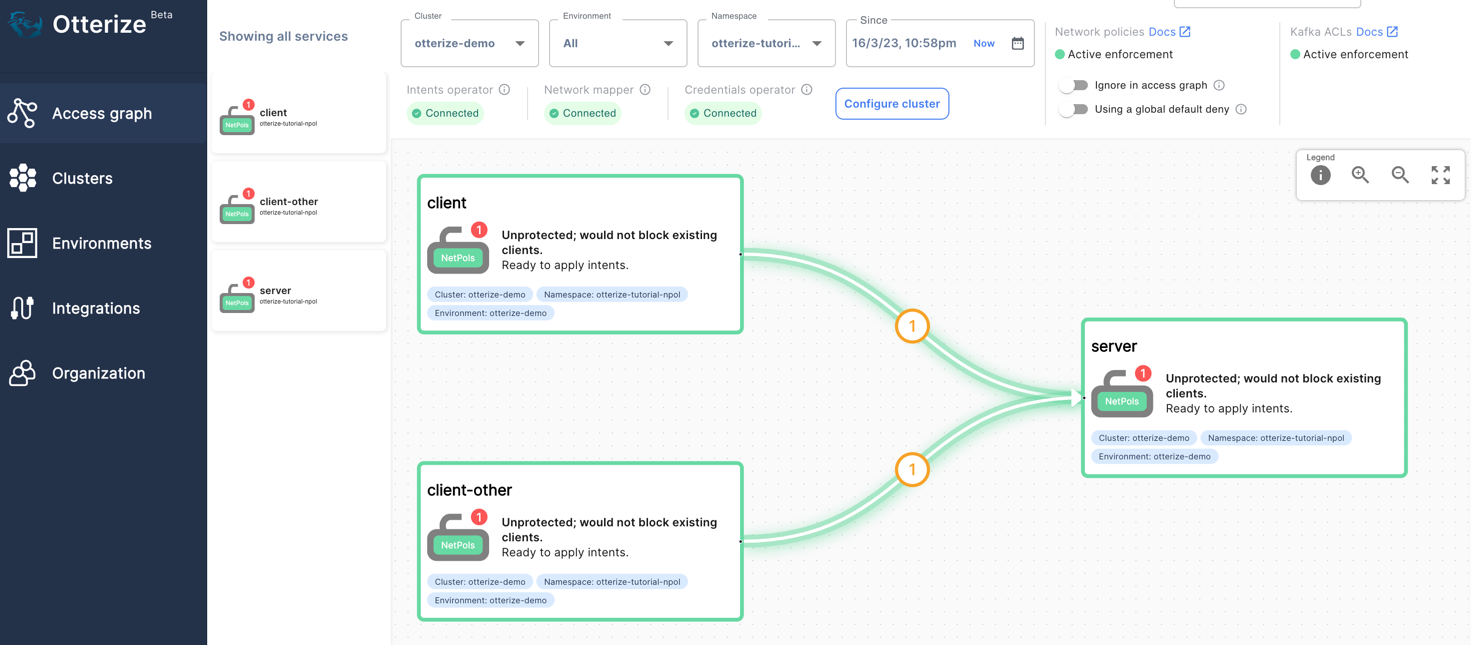 Otterize Beta
Access graph
Clusters
Environments
Integrations
Organization
Showing all services
1
NetPols
client
otterize-tutorial-npol
1
NetPols
client-other
otterize-tutorial-npol
1
NetPols
server
otterize-tutorial-npol
Cluster
otterize-demo
Environment
All
Namespace
otterize-tutori...
Since
16/3/23, 10:58pm Now
Intents operator
Connected
Network mapper
Connected
Credentials operator
Connected
Configure cluster
Network policies Docs
Active enforcement
Ignore in access graph
Using a global default deny
Kafka ACLs Docs
Active enforcement
Legend
client
1
NetPols
Unprotected; would not block existing
clients.
Ready to apply intents.
Cluster: otterize-demo Namespace: otterize-tutorial-npol
Environment: otterize-demo
1
server
1
NetPols
Unprotected; would not block existing
clients.
Ready to apply intents.
Cluster: otterize-demo Namespace: otterize-tutorial-npol
Environment: otterize-demo
1
client-other
1
NetPols
Unprotected; would not block existing
clients.
Ready to apply intents.
Cluster: otterize-demo Namespace: otterize-tutorial-npol
Environment: otterize-demo